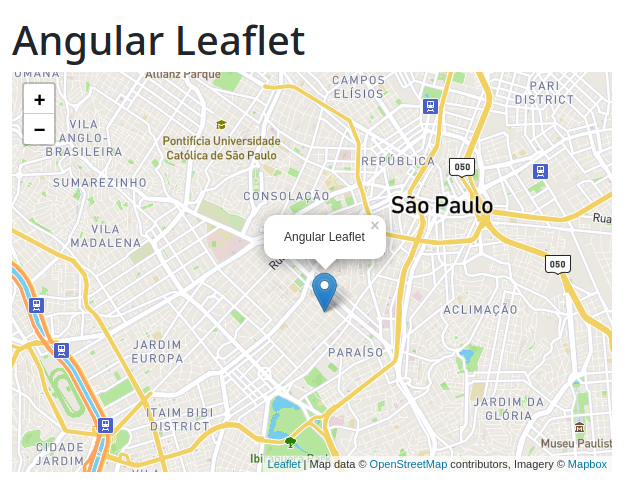 Angular Leaflet
UMANA
Allianz Parque
+
−
CAMPOS
ELÍSIOS
PARI
DISTRICT
VILA
ANGLO-
BRASILEIRA
Pontifícia Universidade
Católica de São Paulo
REPÚBLICA
050
SUMAREZINHO
CONSOLAÇÃO
São Paulo
Rua
VILA
MADALENA
Angular Leaflet
×
Ru
050
ACLIMAÇÃO
JARDIM
EUROPA
PARAÍSO
JARDIM DA
GLÓRIA
ITAIM BIBI
DISTRICT
CIDADE
JARDIM
Museu Paulist
VILA
Leaflet | Map data © OpenStreetMap contributors, Imagery © Mapbox